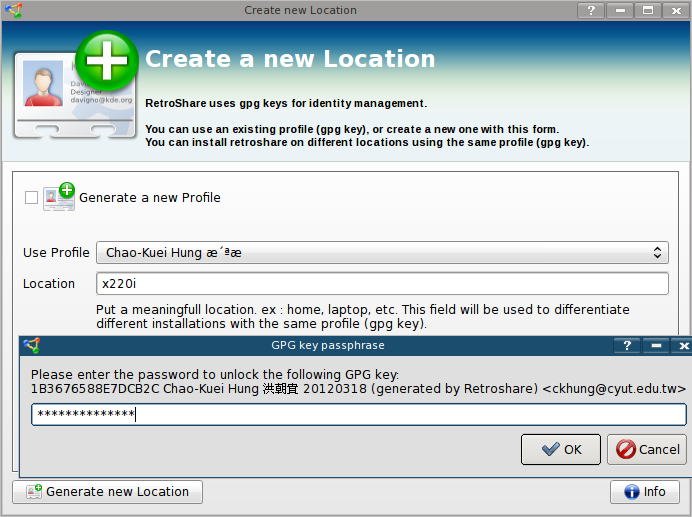 Create new Location
Create a new Location
Designer
davigno@kde.org
RetroShare uses gpg keys for identity management.
You can use an existing profile (gpg key), or create a new one with this form.
You can install retroshare on different locations using the same profile (gpg key).
Generate a new Profile
Use Profile
Chao-Kuei Hung æ´ªæ
Location
x220i
Put a meaningfull location. ex : home, laptop, etc. This field will be used to differentiate
different installations with the same profile (gpg key).
GPG key passphrase
Please enter the password to unlock the following GPG key:
1B3676588E7DCB2C Chao-Kuei Hung 洪朝貴 20120318 (generated by Retroshare) <ckhung@cyut.edu.tw>
**************
OK
Cancel
Generate new Location
Info